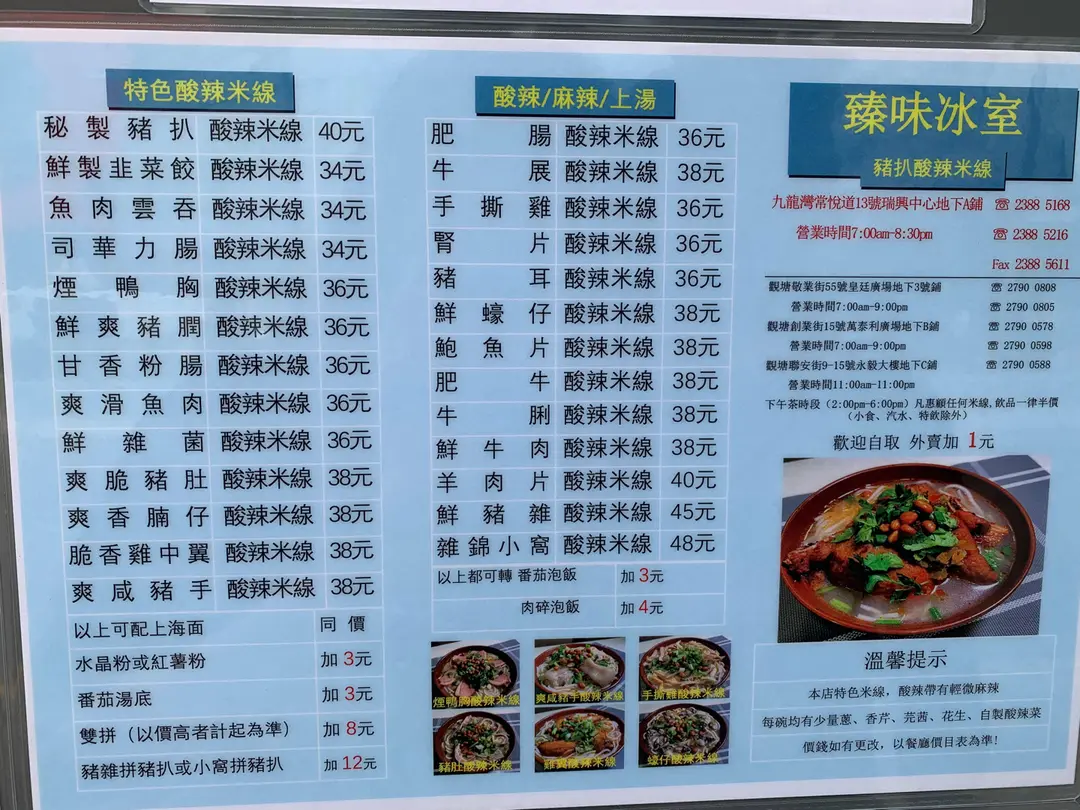 特色酸辣米線
秘製豬扒 酸辣米線 40元
鮮製韭菜餃 酸辣米線 34元
魚肉雲吞 酸辣米線 34元
司華力腸 酸辣米線 34元
煙鴨胸 酸辣米線 36元
鮮爽豬膶 酸辣米線 36元
甘香粉腸 酸辣米線 36元
爽滑魚肉 酸辣米線 36元
鮮雜菌 酸辣米線 36元
爽脆豬肚 酸辣米線 38元
爽香腩仔 酸辣米線 38元
脆香雞中翼 酸辣米線 38元
爽咸豬手 酸辣米線 38元
以上可配上海面 同價
水晶粉或紅薯粉 加3元
番茄湯底 加3元
雙拼（以價高者計起為準） 加8元
豬雜拼豬扒或小窩拼豬扒 加12元
酸辣/麻辣/上湯
肥腸 酸辣米線 36元
牛展 酸辣米線 38元
手撕雞 酸辣米線 36元
腎片 酸辣米線 36元
豬耳 酸辣米線 36元
鮮蠔仔 酸辣米線 38元
鮑魚片 酸辣米線 38元
肥牛 酸辣米線 38元
牛脷 酸辣米線 38元
鮮牛肉 酸辣米線 38元
羊肉片 酸辣米線 40元
鮮豬雜 酸辣米線 45元
雜錦小窩 酸辣米線 48元
以上都可轉 番茄泡飯 加3元
肉碎泡飯 加4元
煙鴨胸酸辣米線 爽咸豬手酸辣米線 手撕雞酸辣米線
豬肚酸辣米線 雞翼酸辣米線 蠔仔酸辣米線
臻味冰室
豬扒酸辣米線
九龍灣常悅道13號瑞興中心地下A鋪 ☏ 2388 5168
營業時間7:00am-8:30pm ☏ 2388 5216
Fax 2388 5611
觀塘敬業街55號皇廷廣場地下3號鋪 ☏ 2790 0808
營業時間7:00am-9:00pm ☏ 2790 0805
觀塘創業街15號萬泰利廣場地下B鋪 ☏ 2790 0578
營業時間7:00am-9:00pm ☏ 2790 0598
觀塘聯安街9-15號永毅大樓地下C鋪 ☏ 2790 0588
營業時間11:00am-11:00pm
下午茶時段（2:00pm-6:00pm）凡惠顧任何米線,飲品一律半價
（小食、汽水、特飲除外）
歡迎自取 外賣加 1元
溫馨提示
本店特色米線，酸辣帶有輕微麻辣
每碗均有少量蔥、香芹、芫茜、花生、自製酸辣菜
價錢如有更改，以餐廳價目表為準!